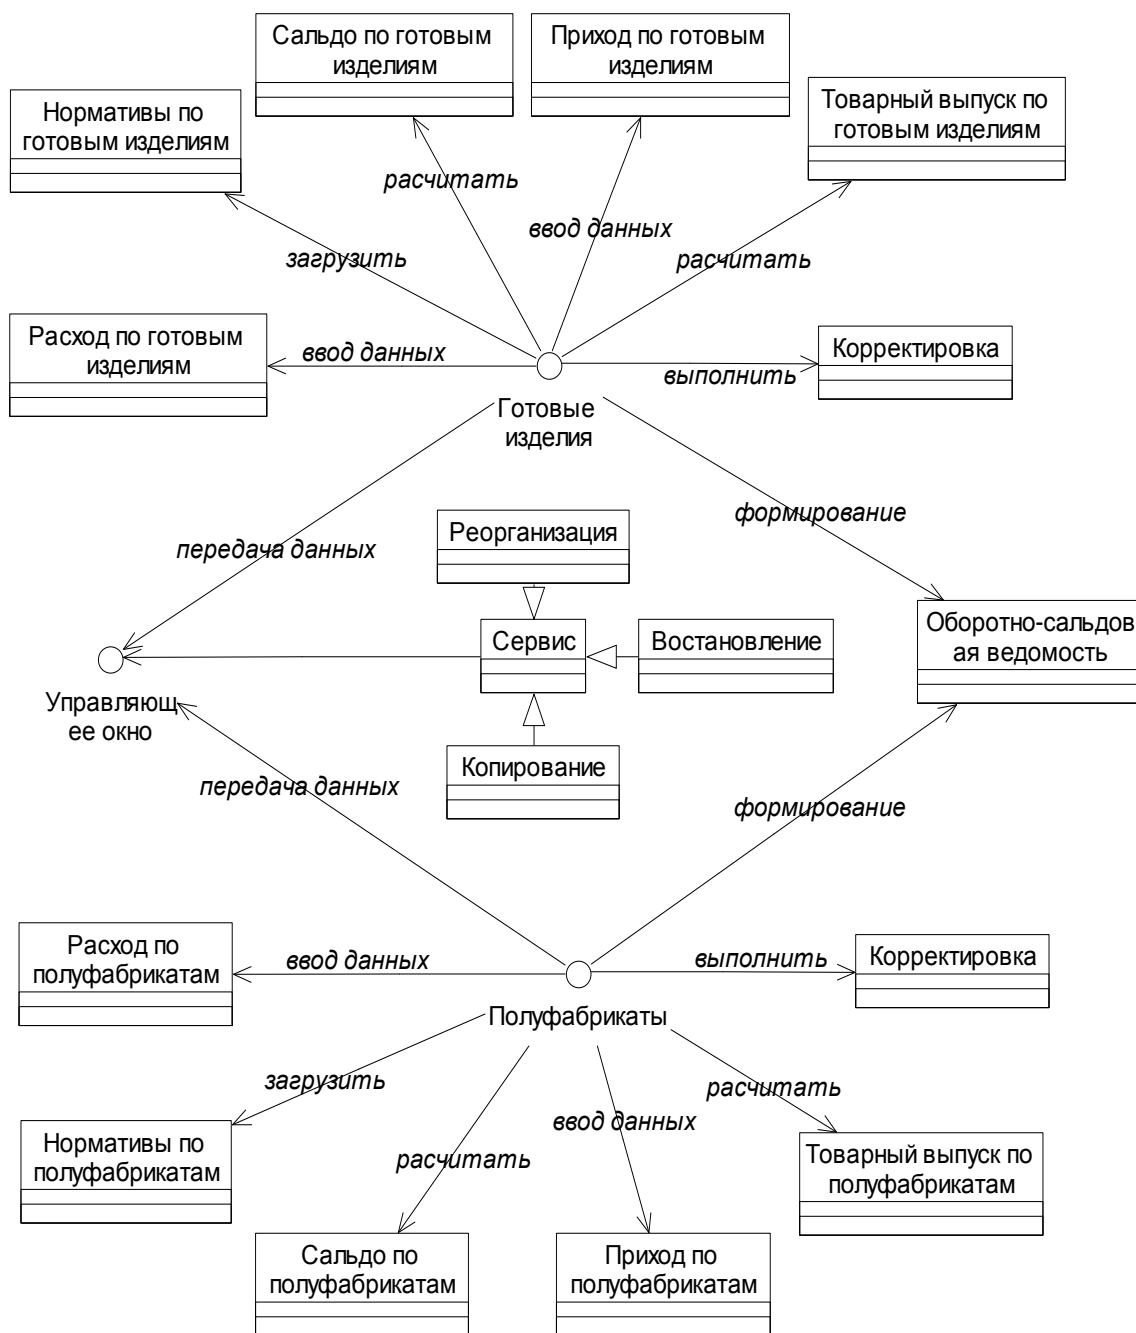 Сальдо по готовым
изделиям
Приход по готовым
изделиям
Нормативы по
готовым изделиям
Товарный выпуск по
готовым изделиям
расчитать
ввод данных
загрузить
расчитать
Расход по готовым
изделиям
ввод данных
выполнить
Корректировка
Готовые
изделия
передача данных
Реорганизация
формирование
Сервис
Востановление
Оборотно-сальдов
ая ведомость
Управляющ
ее окно
Копирование
передача данных
формирование
Расход по
полуфабрикатам
ввод данных
выполнить
Корректировка
Полуфабрикаты
загрузить
расчитать
ввод данных
расчитать
Нормативы по
полуфабрикатам
Товарный выпуск по
полуфабрикатам
Сальдо по
полуфабрикатам
Приход по
полуфабрикатам